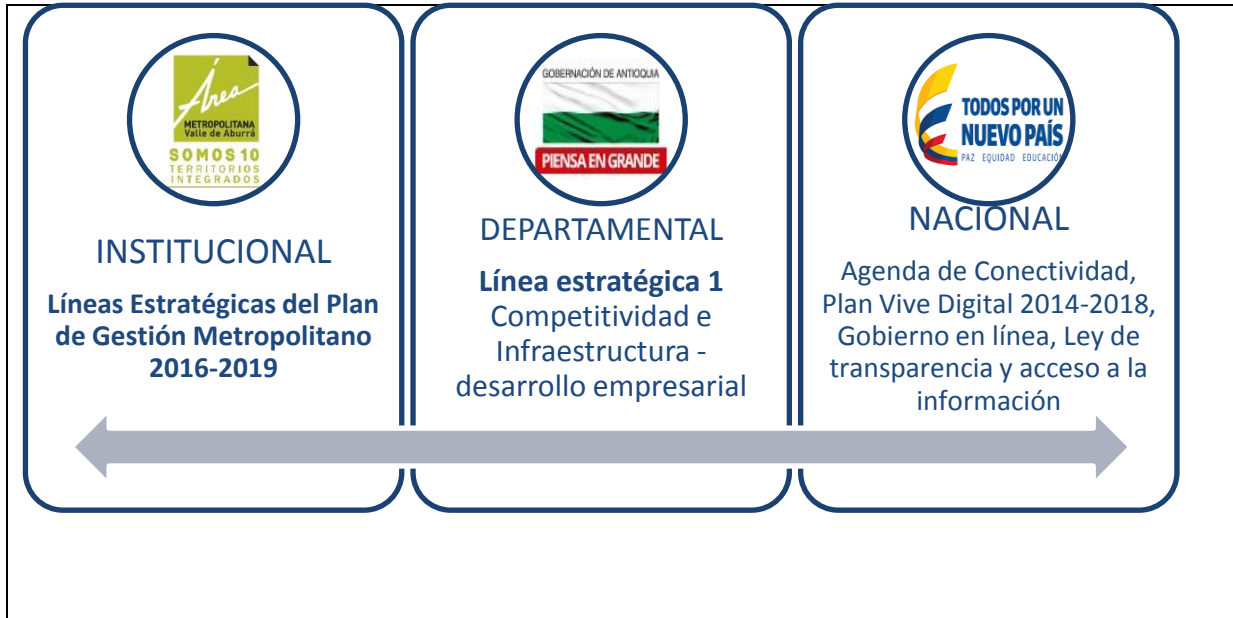 Área
METROPOLITANA
Valle de Aburrá
SOMOS 10
TERRITORIOS
INTEGRADOS
INSTITUCIONAL
Líneas Estratégicas del Plan
de Gestión Metropolitano
2016-2019
GOBERNACIÓN DE ANTIOQUIA
PIENSA EN GRANDE
DEPARTAMENTAL
Línea estratégica 1
Competitividad e
Infraestructura -
desarrollo empresarial
TODOS POR UN
NUEVO PAÍS
PAZ EQUIDAD EDUCACIÓN
NACIONAL
Agenda de Conectividad,
Plan Vive Digital 2014-2018,
Gobierno en línea, Ley de
transparencia y acceso a la
información